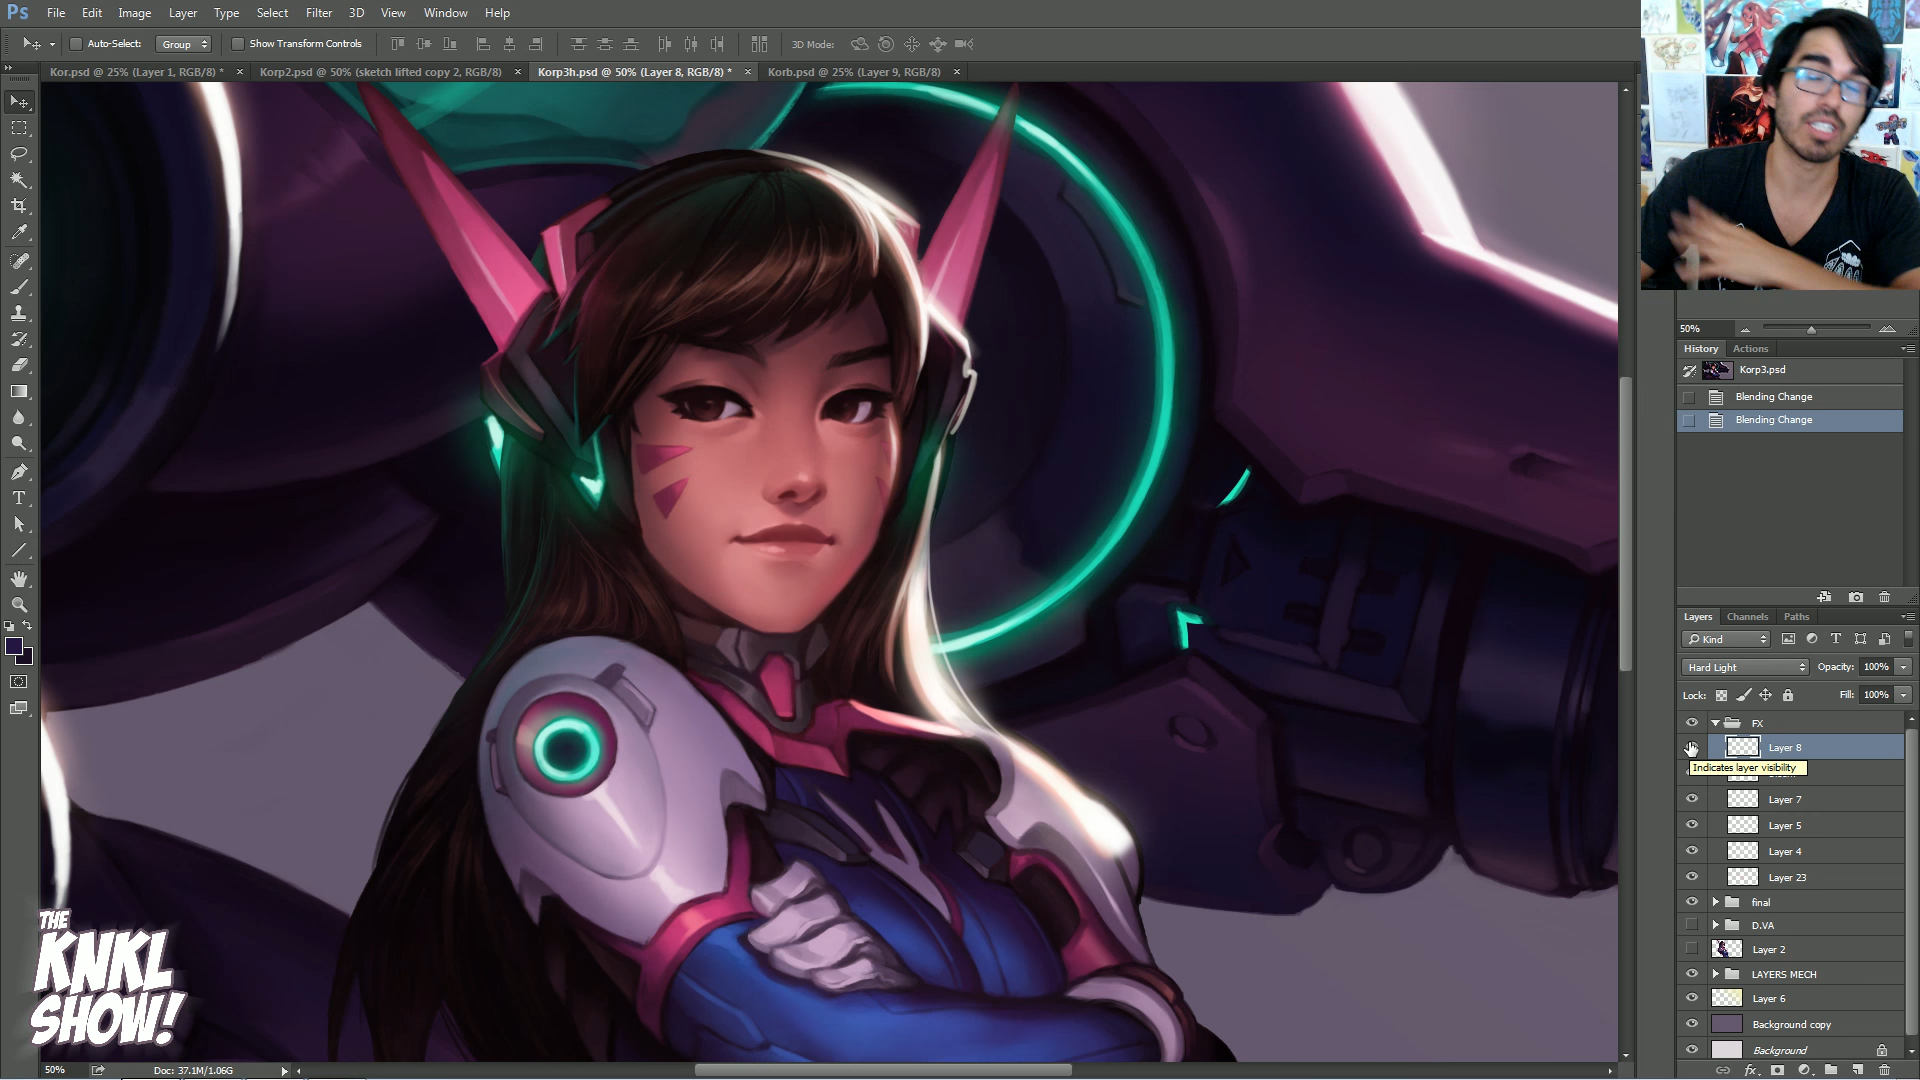 Ps File Edit Image Layer Type Select Filter 3D View Window Help
Auto-Select: Group Show Transform Controls 3D Mode:
Kor.psd @ 25% (Layer 1, RGB/8) * × Korp2.psd @ 50% (sketch lifted copy 2, RGB/8) × Korp3h.psd @ 50% (Layer 8, RGB/8) * × Korb.psd @ 25% (Layer 9, RGB/8) ×
50%
History Actions
Korp3.psd
Blending Change
Blending Change
Layers Channels Paths
Kind
Hard Light Opacity: 100%
Lock: Fill: 100%
FX
Layer 8
Indicates layer visibility
Layer 7
Layer 5
Layer 4
Layer 23
final
D.VA
Layer 2
LAYERS MECH
Layer 6
Background copy
Background
THE
KNKL
SHOW!
50% Doc: 37.1M/1.06G